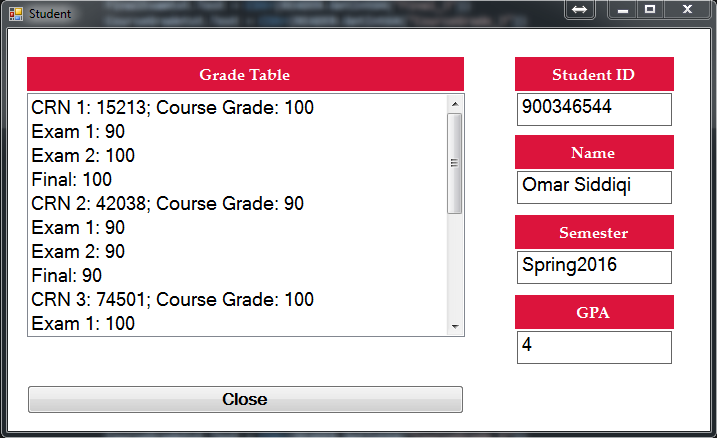 Student
Grade Table
CRN 1: 15213; Course Grade: 100
Exam 1: 90
Exam 2: 100
Final: 100
CRN 2: 42038; Course Grade: 90
Exam 1: 90
Exam 2: 90
Final: 90
CRN 3: 74501; Course Grade: 100
Exam 1: 100
Close
Student ID
900346544
Name
Omar Siddiqi
Semester
Spring2016
GPA
4